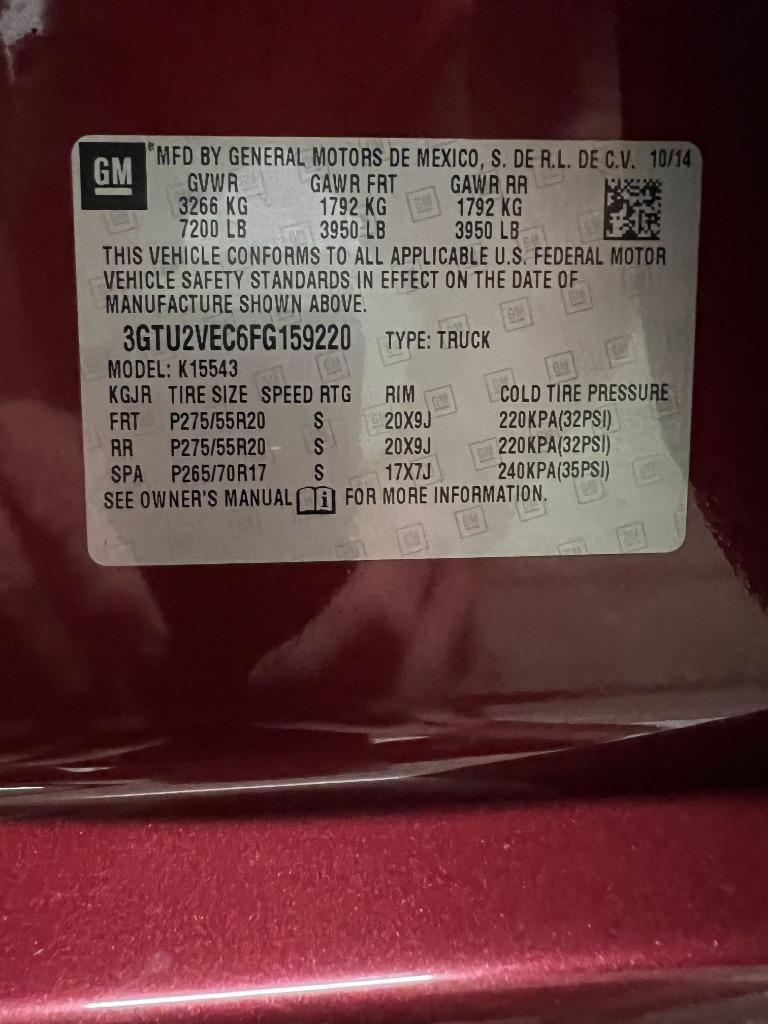 GM
MFD BY GENERAL MOTORS DE MEXICO, S. DE R.L. DE C.V. 10/14
GVWR GAWR FRT GAWR RR
3266 KG 1792 KG 1792 KG
7200 LB 3950 LB 3950 LB
THIS VEHICLE CONFORMS TO ALL APPLICABLE U.S. FEDERAL MOTOR
VEHICLE SAFETY STANDARDS IN EFFECT ON THE DATE OF
MANUFACTURE SHOWN ABOVE.
3GTU2VEC6FG159220 TYPE: TRUCK
MODEL: K15543
KGJR TIRE SIZE SPEED RTG RIM COLD TIRE PRESSURE
FRT P275/55R20 S 20X9J 220KPA(32PSI)
RR P275/55R20 S 20X9J 220KPA(32PSI)
SPA P265/70R17 S 17X7J 240KPA(35PSI)
SEE OWNER'S MANUAL i FOR MORE INFORMATION.